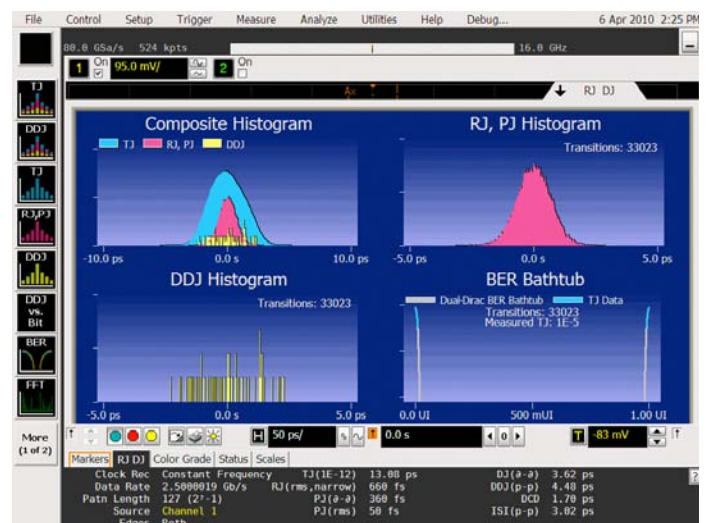 File Control Setup Trigger Measure Analyze Utilities Help Debug... 6 Apr 2010 2:25 PM
80.0 GSa/s 524 kpts 16.0 GHz
1 On 95.0 mV/ 2 On
RJ DJ
TJ
DDJ
TJ
RJ,PJ
DDJ
DDJ vs. Bit
BER
FFT
More (1 of 2)
Composite Histogram
TJ RJ, PJ DDJ
-10.0 ps 0.0 s 10.0 ps
RJ, PJ Histogram
Transitions: 33023
-5.0 ps 0.0 s 5.0 ps
DDJ Histogram
Transitions: 33023
-5.0 ps 0.0 s 5.0 ps
BER Bathtub
Dual-Dirac BER Bathtub TJ Data
Transitions: 33023
Measured TJ: 1E-5
0.0 UI 500 mUI 1.00 UI
H 50 ps/ 0.0 s 0 T -83 mV
Markers RJ DJ Color Grade Status Scales
Clock Rec Constant Frequency TJ(1E-12) 13.08 ps DJ(∂-∂) 3.62 ps
Data Rate 2.5000019 Gb/s RJ(rms,narrow) 660 fs DDJ(p-p) 4.48 ps
Patn Length 127 (2⁷-1) PJ(∂-∂) 360 fs DCD 1.70 ps
Source Channel 1 PJ(rms) 50 fs ISI(p-p) 3.02 ps
Edges Both